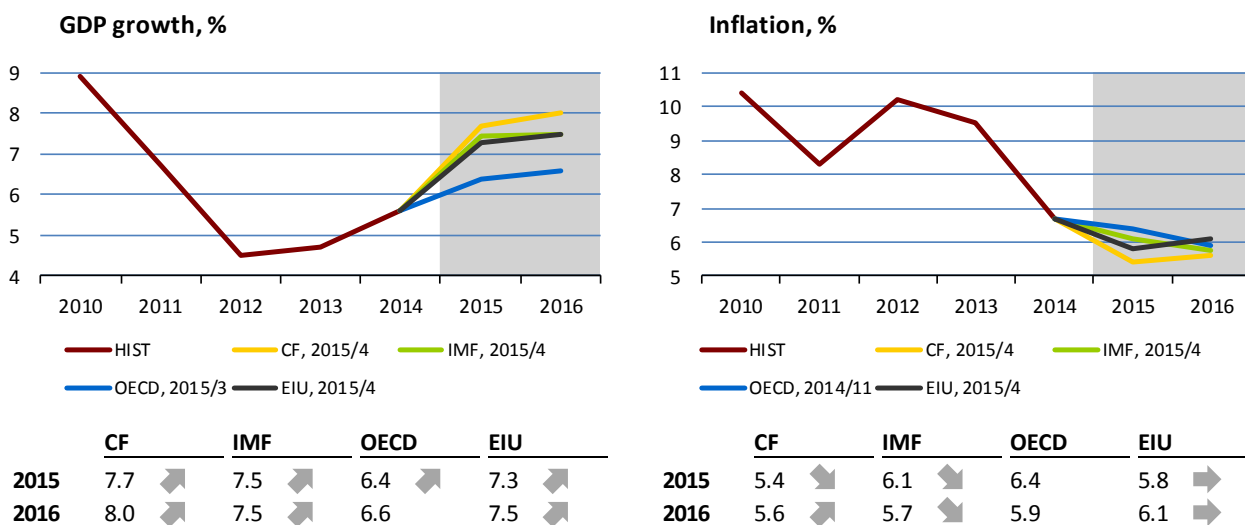 GDP growth, %
9
8
7
6
5
4
2010 2011 2012 2013 2014 2015 2016
HIST CF, 2015/4 IMF, 2015/4
OECD, 2015/3 EIU, 2015/4
CF IMF OECD EIU
2015 7.7 7.5 6.4 7.3
2016 8.0 7.5 6.6 7.5
Inflation, %
11
10
9
8
7
6
5
2010 2011 2012 2013 2014 2015 2016
HIST CF, 2015/4 IMF, 2015/4
OECD, 2014/11 EIU, 2015/4
CF IMF OECD EIU
2015 5.4 6.1 6.4 5.8
2016 5.6 5.7 5.9 6.1